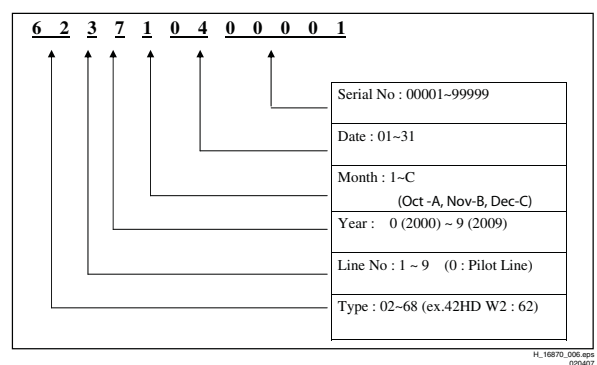 6 2 3 7 1 0 4 0 0 0 0 1
Serial No : 00001~99999
Date : 01~31
Month : 1~C
(Oct -A, Nov-B, Dec-C)
Year : 0 (2000) ~ 9 (2009)
Line No : 1 ~ 9 (0 : Pilot Line)
Type : 02~68 (ex.42HD W2 : 62)
H_16870_006.eps
020407